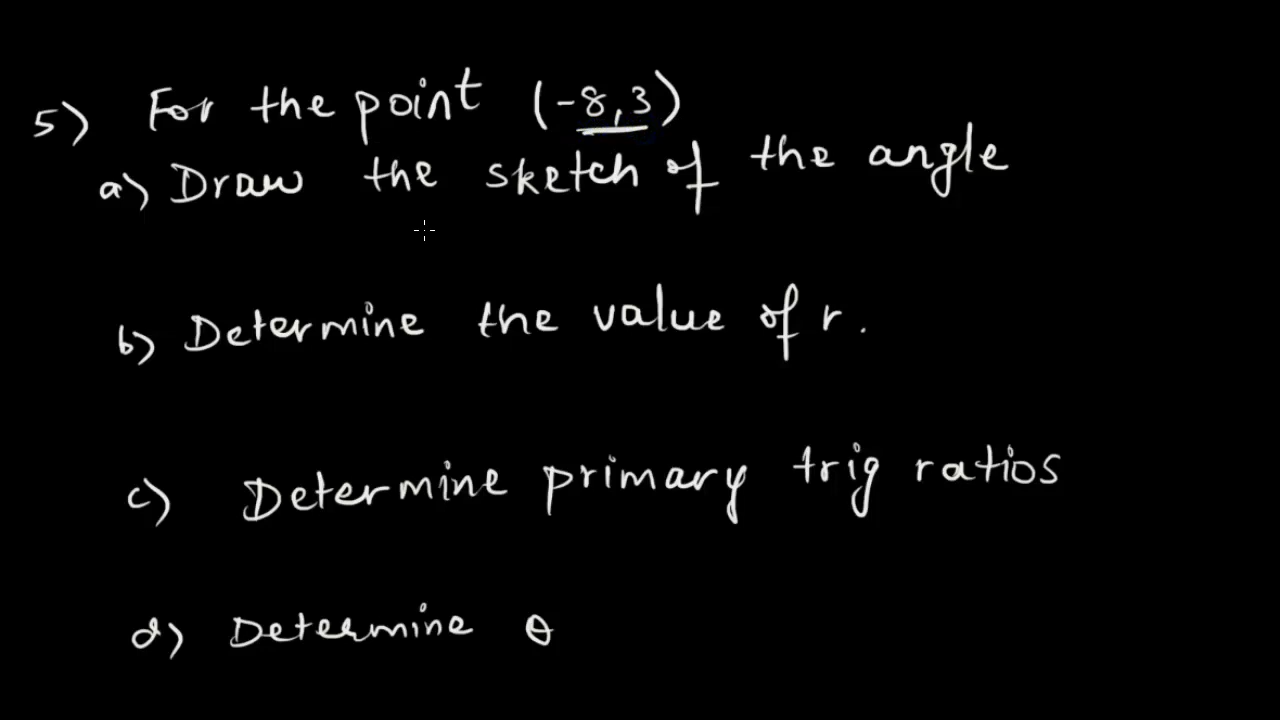 5) For the point (-8,3)
a) Draw the sketch of the angle
b) Determine the value of r.
c) Determine primary trig ratios
d) Determine θ